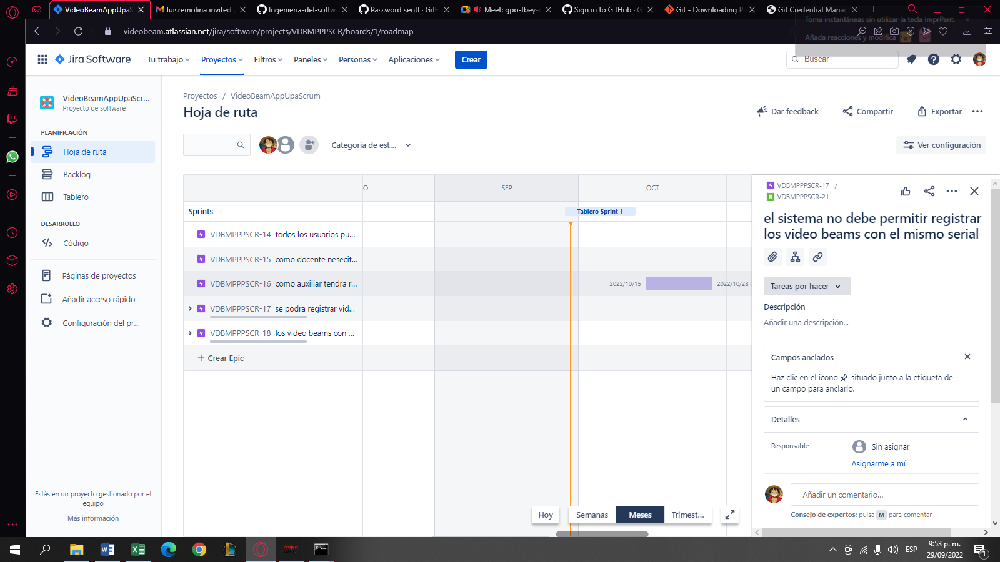 VideoBeamAppUpaS
luisremolina invited
Ingenieria-del-softw
Password sent! · GitH
Meet: gpo-fbey-
Sign in to GitHub · G
Git - Downloading P
Git Credential Mana
Toma instantáneas sin utilizar la tecla ImprPant.
Añada reacciones y modifica
videobeam.atlassian.net/jira/software/projects/VDBMPPPSCR/boards/1/roadmap
Jira Software
Tu trabajo
Proyectos
Filtros
Paneles
Personas
Aplicaciones
Crear
Buscar
VideoBeamAppUpaScr...
Proyecto de software
PLANIFICACIÓN
Hoja de ruta
Backlog
Tablero
DESARROLLO
Código
Páginas de proyectos
Añadir acceso rápido
Configuración del pr...
Estás en un proyecto gestionado por el
equipo
Más información
Proyectos / VideoBeamAppUpaScrum
Hoja de ruta
Dar feedback
Compartir
Exportar
Categoría de est...
Ver configuración
O
SEP
OCT
Sprints
Tablero Sprint 1
VDBMPPPSCR-14 todos los usuarios pu...
VDBMPPPSCR-15 como docente nesecit...
VDBMPPPSCR-16 como auxiliar tendra r...
2022/10/15
2022/10/28
VDBMPPPSCR-17 se podra registrar vid...
VDBMPPPSCR-18 los video beams con ...
+ Crear Epic
Hoy
Semanas
Meses
Trimest...
VDBMPPPSCR-17 /
VDBMPPPSCR-21
el sistema no debe permitir registrar
los video beams con el mismo serial
Tareas por hacer
Descripción
Añadir una descripción...
Campos anclados
Haz clic en el icono situado junto a la etiqueta de
un campo para anclarlo.
Detalles
Responsable
Sin asignar
Asignarme a mí
Añadir un comentario...
Consejo de expertos: pulsa M para comentar
ESP
9:53 p. m.
29/09/2022
1